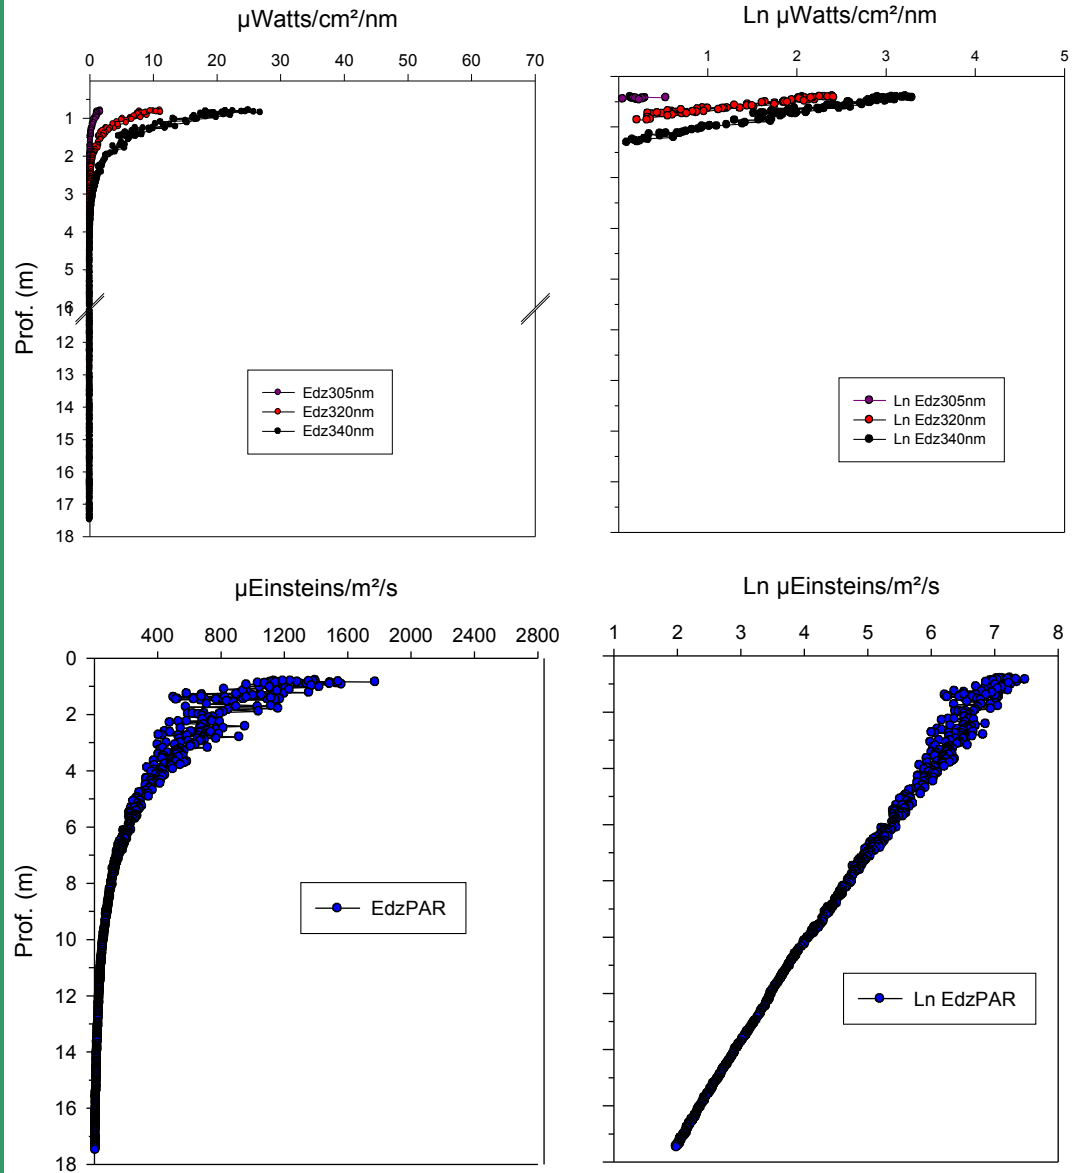 µWatts/cm²/nm
0 10 20 30 40 50 60 70
Prof. (m)
1
2
3
4
5
6
12
13
14
15
16
17
18
Edz305nm
Edz320nm
Edz340nm
Ln µWatts/cm²/nm
1 2 3 4 5
Ln Edz305nm
Ln Edz320nm
Ln Edz340nm
µEinsteins/m²/s
400 800 1200 1600 2000 2400 2800
Prof. (m)
0
2
4
6
8
10
12
14
16
18
EdzPAR
Ln µEinsteins/m²/s
1 2 3 4 5 6 7 8
Ln EdzPAR